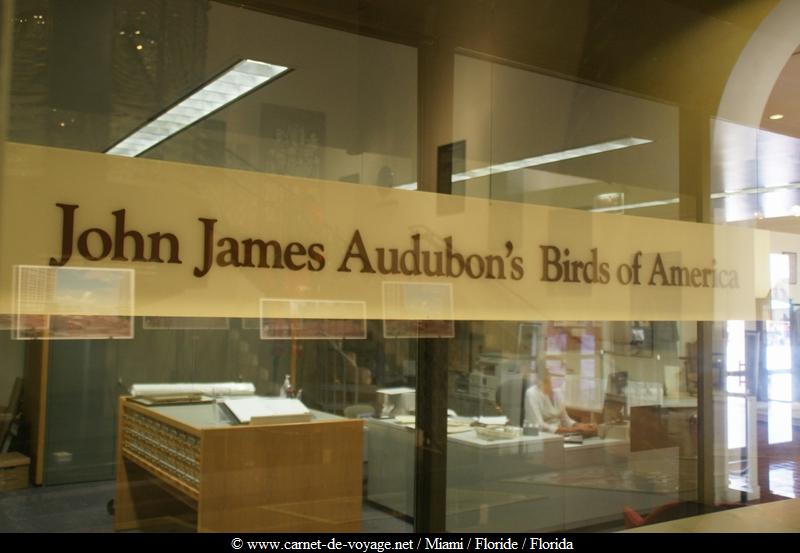 John James Audubon's Birds of America
© www.carnet-de-voyage.net / Miami / Floride / Florida